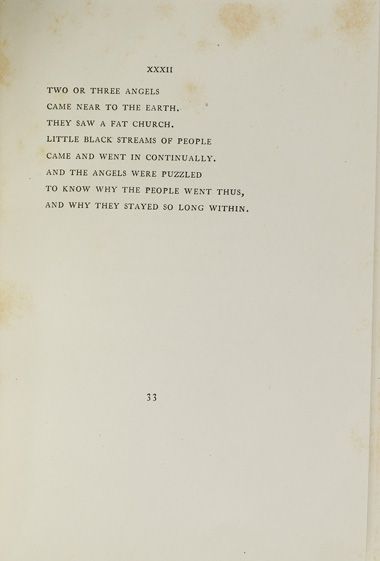 XXXII
TWO OR THREE ANGELS
CAME NEAR TO THE EARTH.
THEY SAW A FAT CHURCH.
LITTLE BLACK STREAMS OF PEOPLE
CAME AND WENT IN CONTINUALLY.
AND THE ANGELS WERE PUZZLED
TO KNOW WHY THE PEOPLE WENT THUS,
AND WHY THEY STAYED SO LONG WITHIN.
33